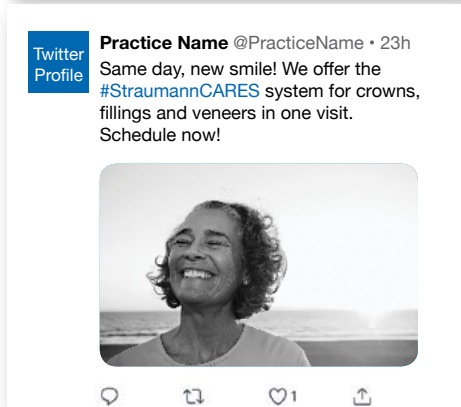 Twitter
Profile
Practice Name @PracticeName • 23h
Same day, new smile! We offer the
#StraumannCARES system for crowns,
fillings and veneers in one visit.
Schedule now!
1